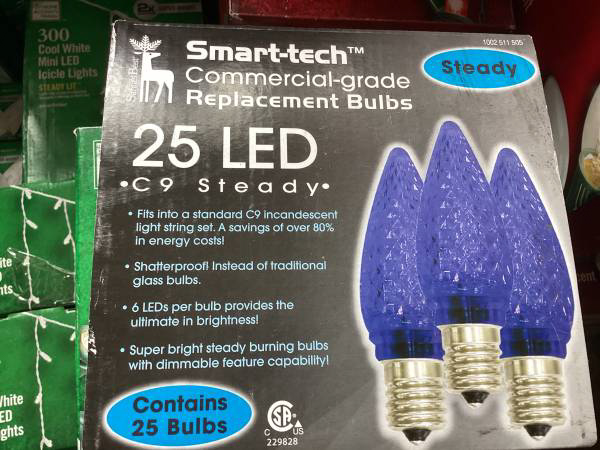 300
Cool White
Mini LED
Icicle Lights
STEADY LIT
Smart-tech™
Commercial-grade
Replacement Bulbs
1002 511 505
Steady
25 LED
•C9 Steady•
• Fits into a standard C9 incandescent
light string set. A savings of over 80%
in energy costs!
• Shatterproof! Instead of traditional
glass bulbs.
• 6 LEDs per bulb provides the
ultimate in brightness!
• Super bright steady burning bulbs
with dimmable feature capability!
Contains
25 Bulbs
C US
229828